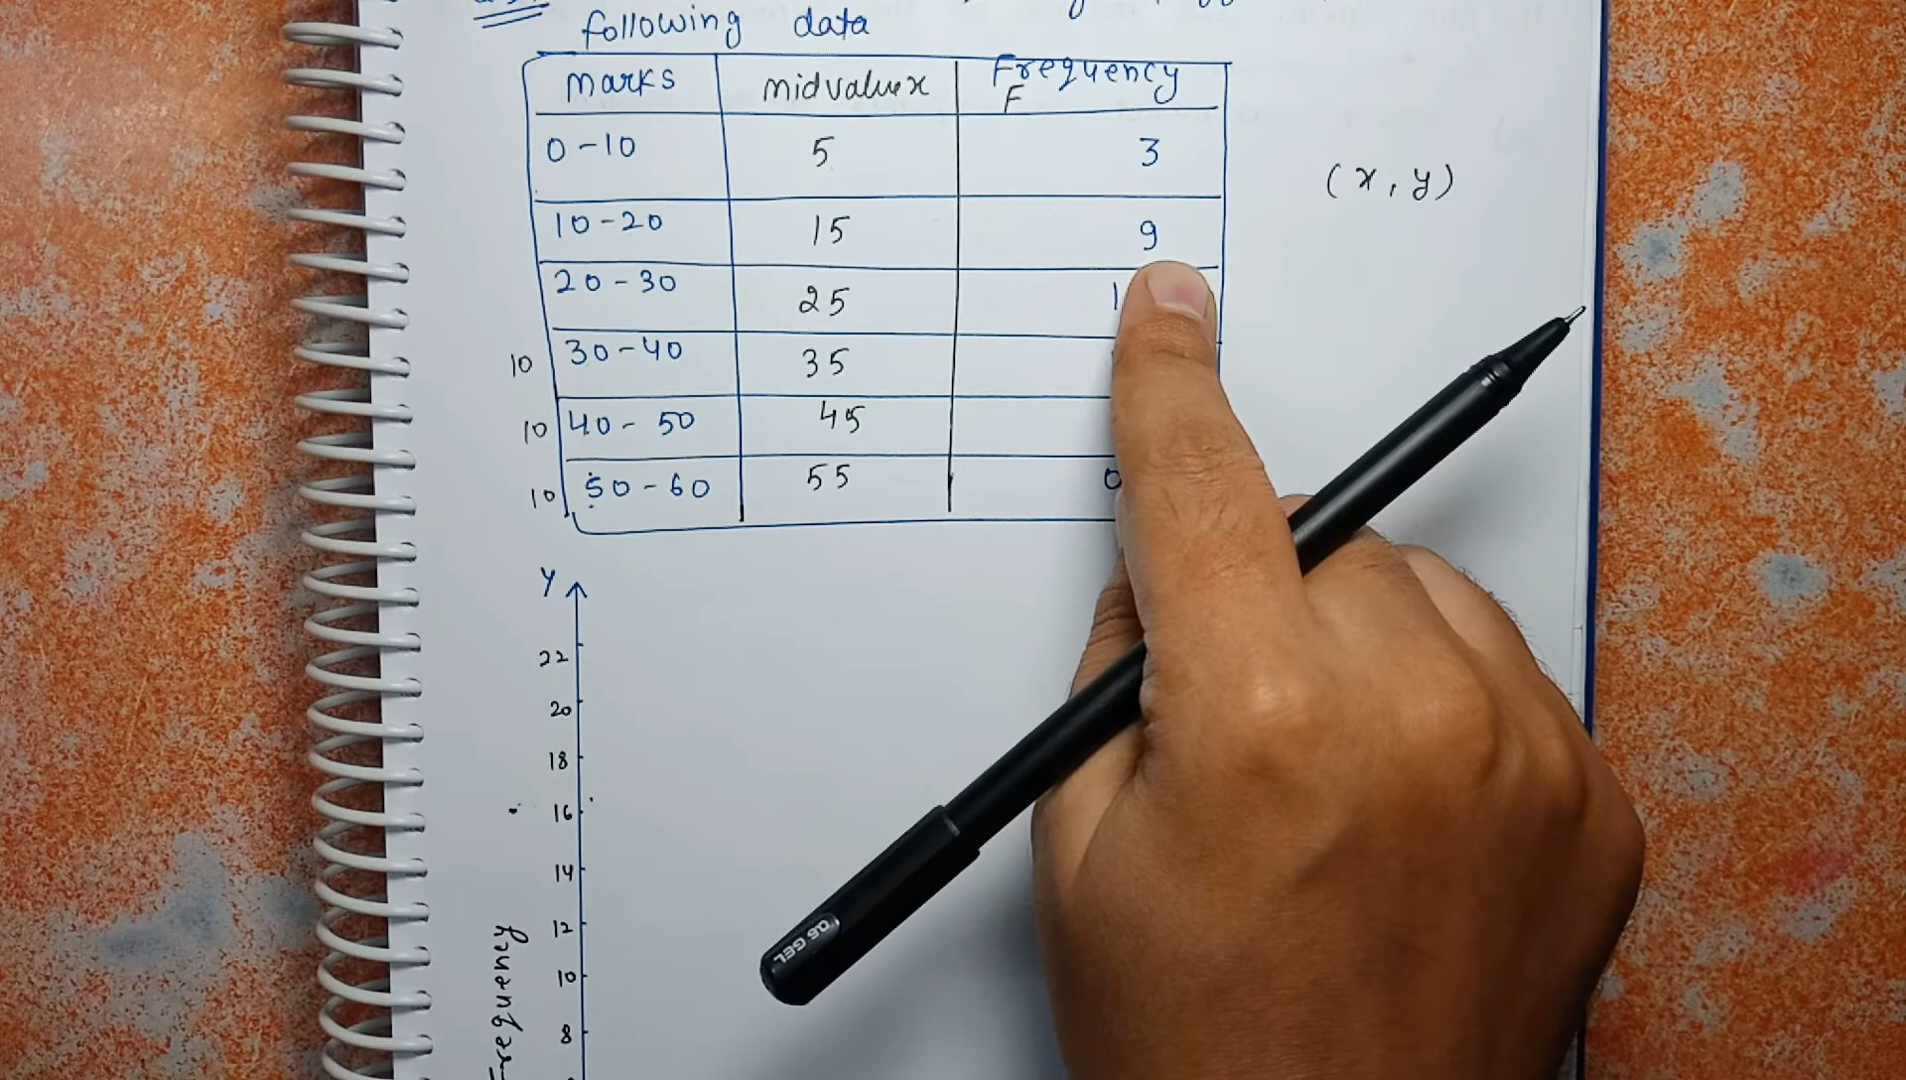 following data
marks midvalue x Frequency
F
0-10 5 3
10-20 15 9
20-30 25 1
10 30-40 35
10 40-50 45
10 50-60 55 0
(x, y)
Y
22
20
18
16
14
12
10
8
06 GEL